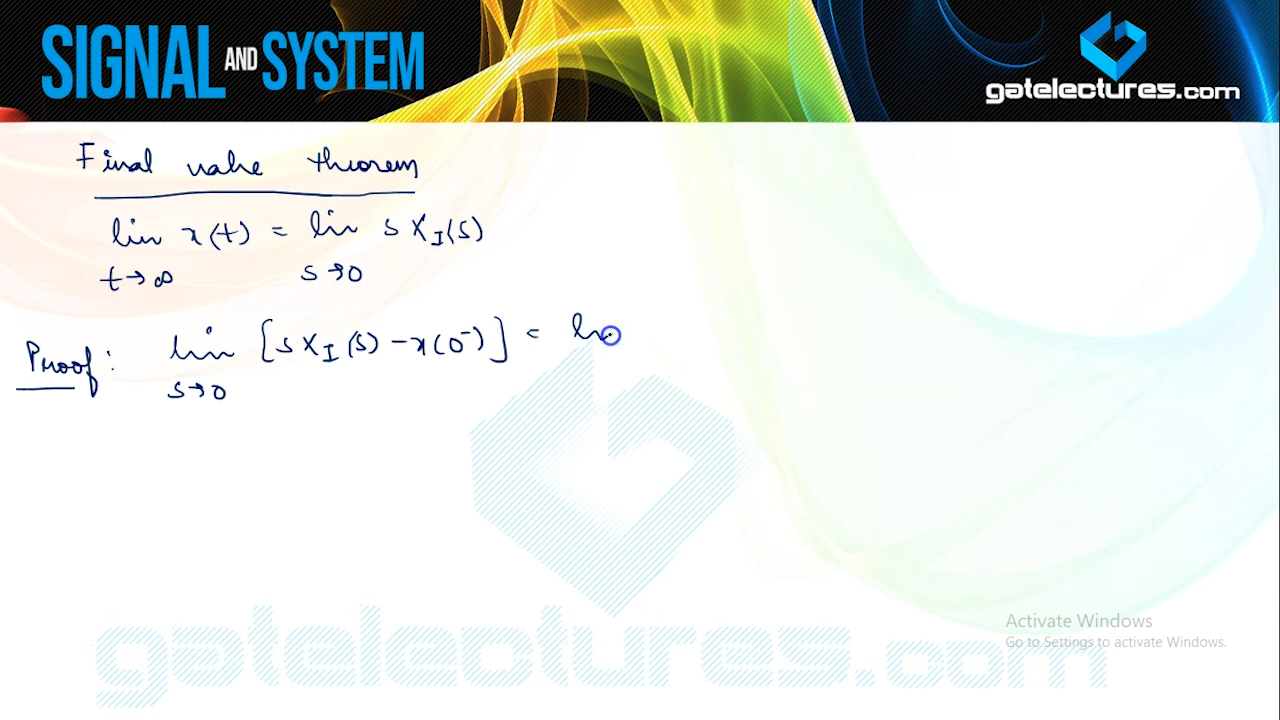 SIGNAL AND SYSTEM
gatelectures.com
Final value theorem
lim x(t) = lim s X_I(s)
t→∞ s→0
Proof: lim [s X_I(s) - x(0⁻)] =
s→0
gatelectures.com
Activate Windows
Go to Settings to activate Windows.